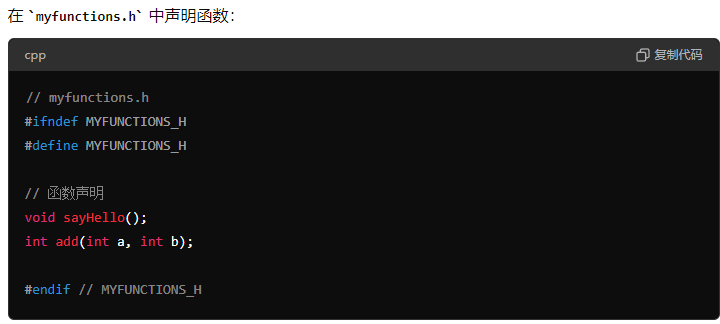 在 `myfunctions.h` 中声明函数：
cpp
复制代码
// myfunctions.h
#ifndef MYFUNCTIONS_H
#define MYFUNCTIONS_H
// 函数声明
void sayHello();
int add(int a, int b);
#endif // MYFUNCTIONS_H